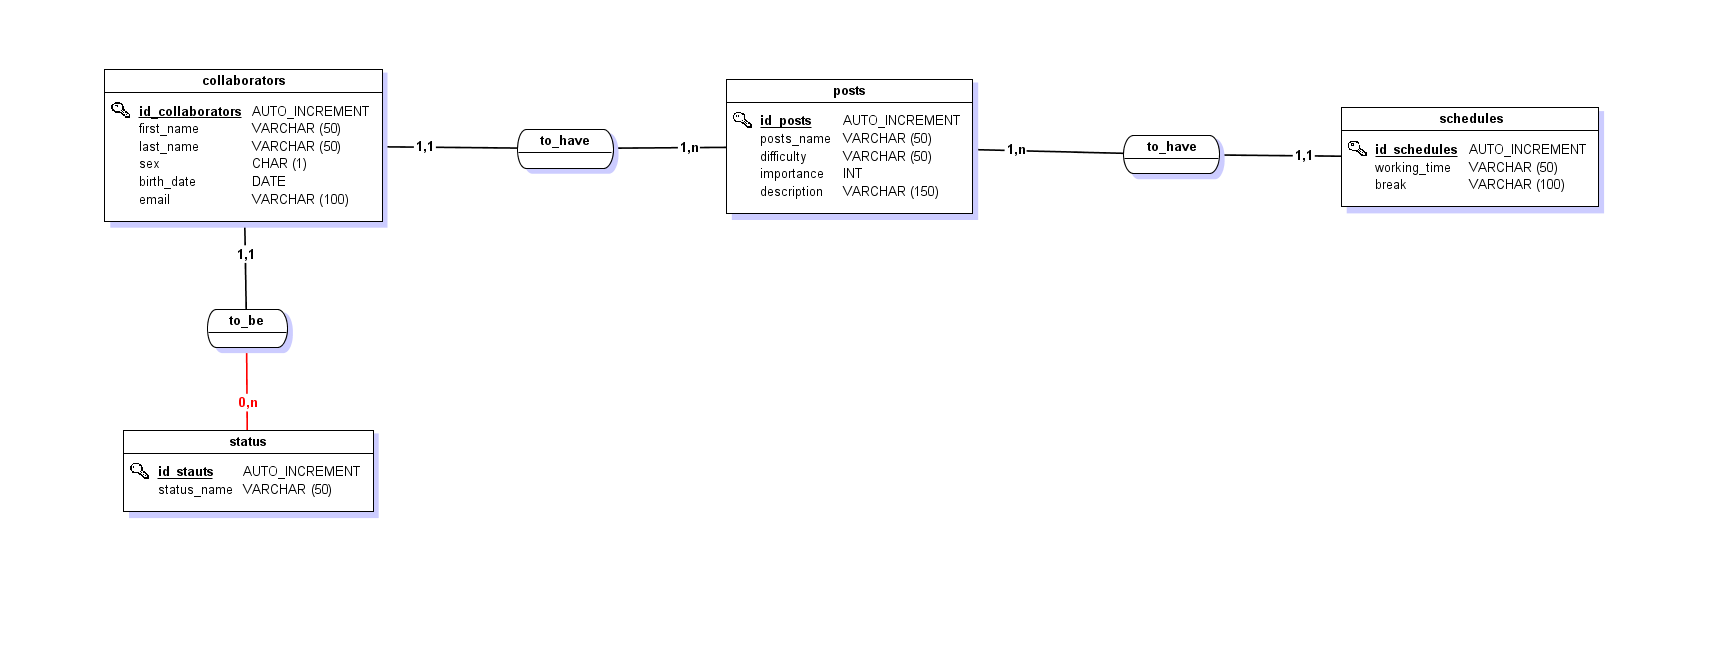 collaborators
id_collaborators AUTO_INCREMENT
first_name VARCHAR (50)
last_name VARCHAR (50)
sex CHAR (1)
birth_date DATE
email VARCHAR (100)
1,1
to_have
1,n
posts
id_posts AUTO_INCREMENT
posts_name VARCHAR (50)
difficulty VARCHAR (50)
importance INT
description VARCHAR (150)
1,n
to_have
1,1
schedules
id_schedules AUTO_INCREMENT
working_time VARCHAR (50)
break VARCHAR (100)
1,1
to_be
0,n
status
id_stauts AUTO_INCREMENT
status_name VARCHAR (50)